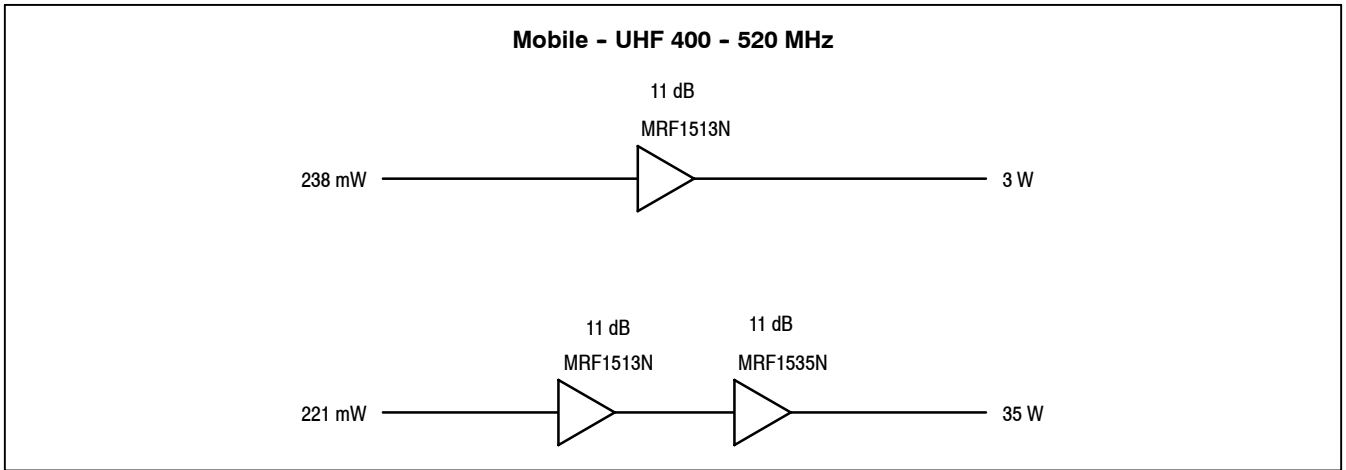 Mobile - UHF 400 - 520 MHz
11 dB
MRF1513N
238 mW
3 W
11 dB
11 dB
MRF1513N
MRF1535N
221 mW
35 W